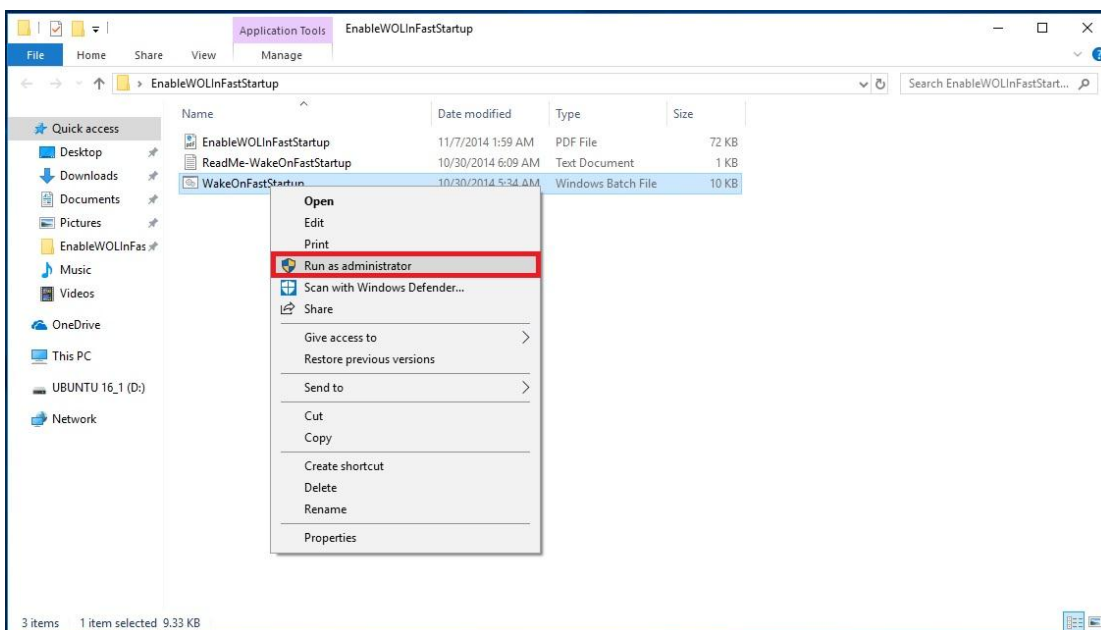 Application Tools EnableWOLInFastStartup
File Home Share View Manage
EnableWOLInFastStartup Search EnableWOLInFastStart...
Name Date modified Type Size
Quick access
EnableWOLInFastStartup 11/7/2014 1:59 AM PDF File 72 KB
Desktop
ReadMe-WakeOnFastStartup 10/30/2014 6:09 AM Text Document 1 KB
Downloads
WakeOnFastStartup 10/30/2014 5:34 AM Windows Batch File 10 KB
Documents
Pictures
EnableWOLInFas
Music
Videos
OneDrive
This PC
UBUNTU 16_1 (D:)
Network
Open
Edit
Print
Run as administrator
Scan with Windows Defender...
Share
Give access to
Restore previous versions
Send to
Cut
Copy
Create shortcut
Delete
Rename
Properties
3 items 1 item selected 9.33 KB